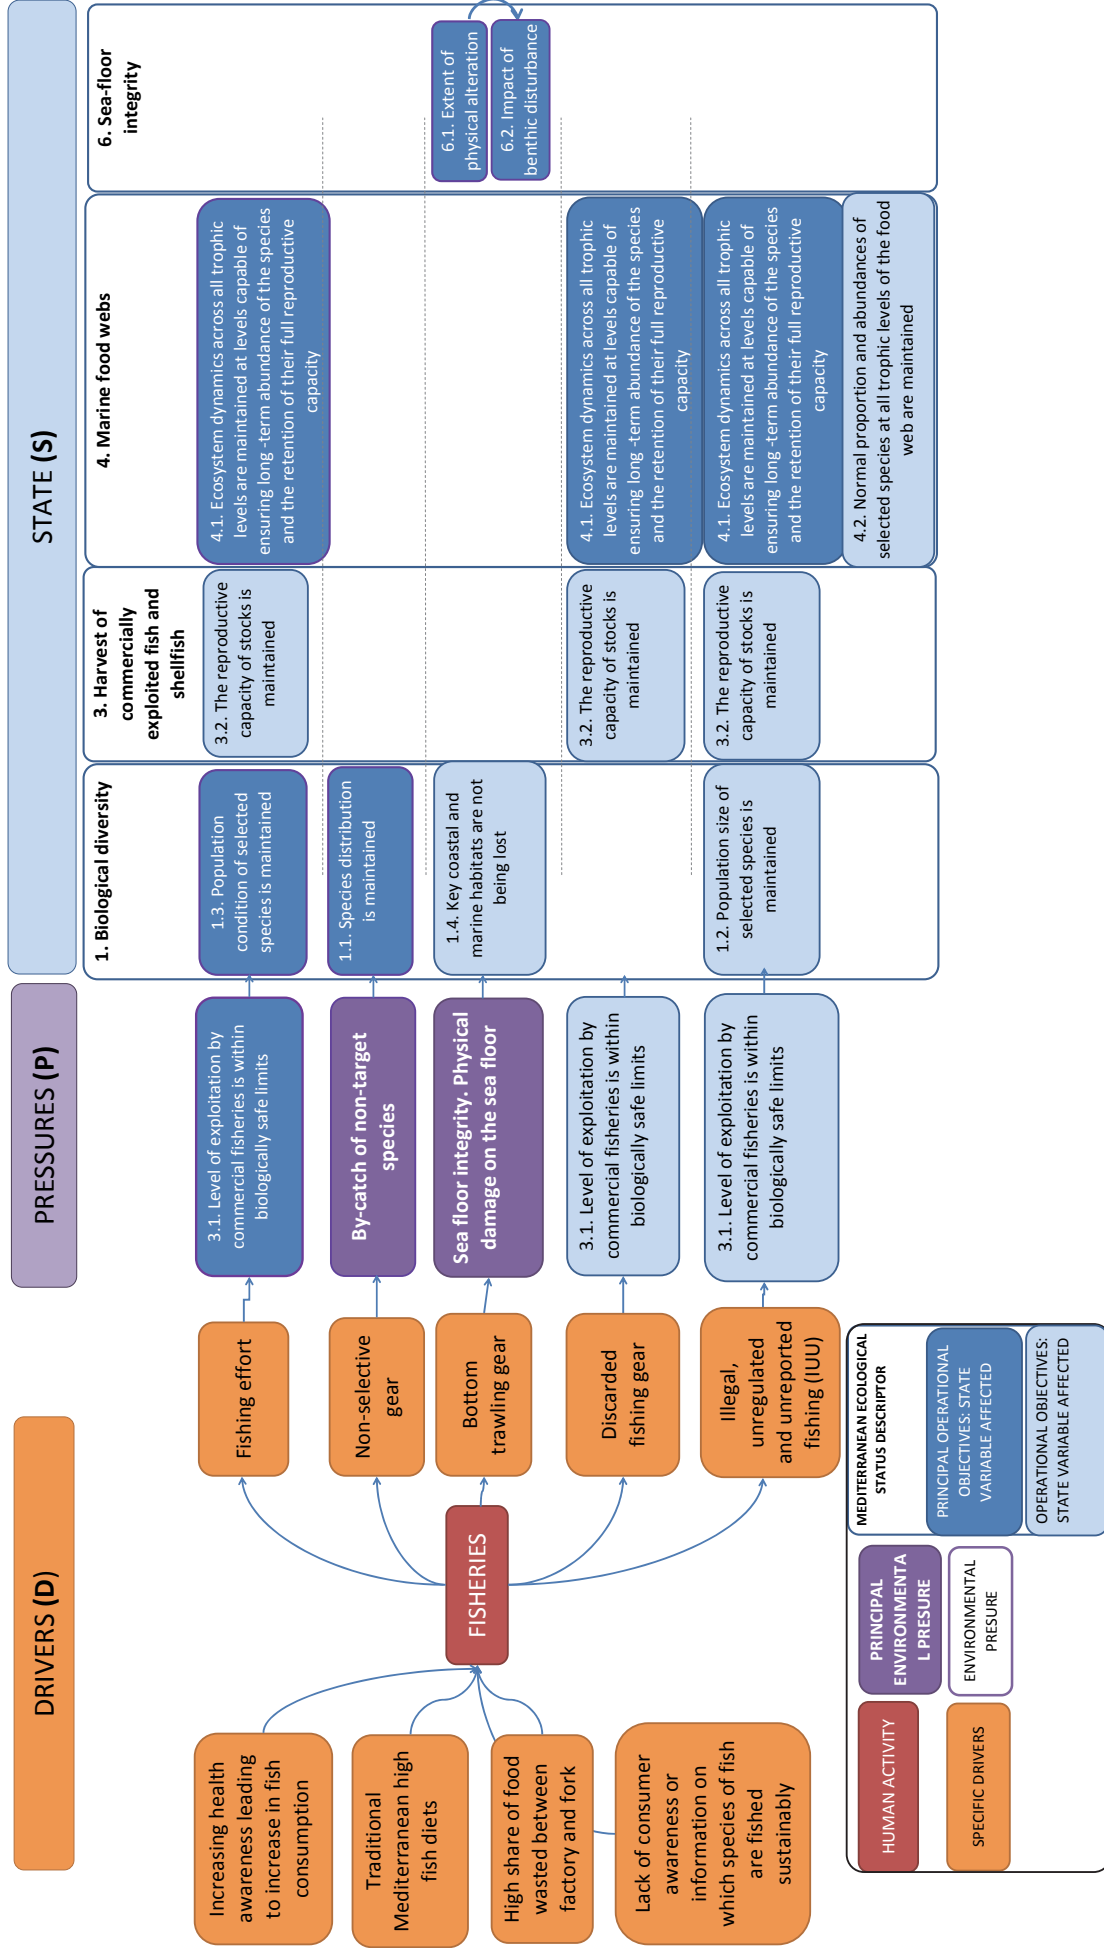 DRIVERS (D)
PRESSURES (P)
STATE (S)
Increasing health
awareness leading
to increase in fish
consumption
Traditional
Mediterranean high
fish diets
High share of food
wasted between
factory and fork
Lack of consumer
awareness or
information on
which species of fish
are fished
sustainably
FISHERIES
Fishing effort
Non-selective
gear
Bottom
trawling gear
Discarded
fishing gear
Illegal,
unregulated
and unreported
fishing (IUU)
3.1. Level of exploitation by
commercial fisheries is within
biologically safe limits
By-catch of non-target
species
Sea floor integrity. Physical
damage on the sea floor
3.1. Level of exploitation by
commercial fisheries is within
biologically safe limits
3.1. Level of exploitation by
commercial fisheries is within
biologically safe limits
1. Biological diversity
1.3. Population
condition of selected
species is maintained
1.1. Species distribution
is maintained
1.4. Key coastal and
marine habitats are not
being lost
1.2. Population size of
selected species is
maintained
3. Harvest of
commercially
exploited fish and
shellfish
3.2. The reproductive
capacity of stocks is
maintained
3.2. The reproductive
capacity of stocks is
maintained
3.2. The reproductive
capacity of stocks is
maintained
4. Marine food webs
4.1. Ecosystem dynamics across all trophic
levels are maintained at levels capable of
ensuring long -term abundance of the species
and the retention of their full reproductive
capacity
4.1. Ecosystem dynamics across all trophic
levels are maintained at levels capable of
ensuring long -term abundance of the species
and the retention of their full reproductive
capacity
4.1. Ecosystem dynamics across all trophic
levels are maintained at levels capable of
ensuring long -term abundance of the species
and the retention of their full reproductive
capacity
4.2. Normal proportion and abundances of
selected species at all trophic levels of the food
web are maintained
6. Sea-floor
integrity
6.1. Extent of
physical alteration
6.2. Impact of
benthic disturbance
HUMAN ACTIVITY
SPECIFIC DRIVERS
PRINCIPAL
ENVIRONMENTA
L PRESURE
ENVIRONMENTAL
PRESURE
MEDITERRANEAN ECOLOGICAL
STATUS DESCRIPTOR
PRINCIPAL OPERATIONAL
OBJECTIVES: STATE
VARIABLE AFFECTED
OPERATIONAL OBJECTIVES:
STATE VARIABLE AFFECTED